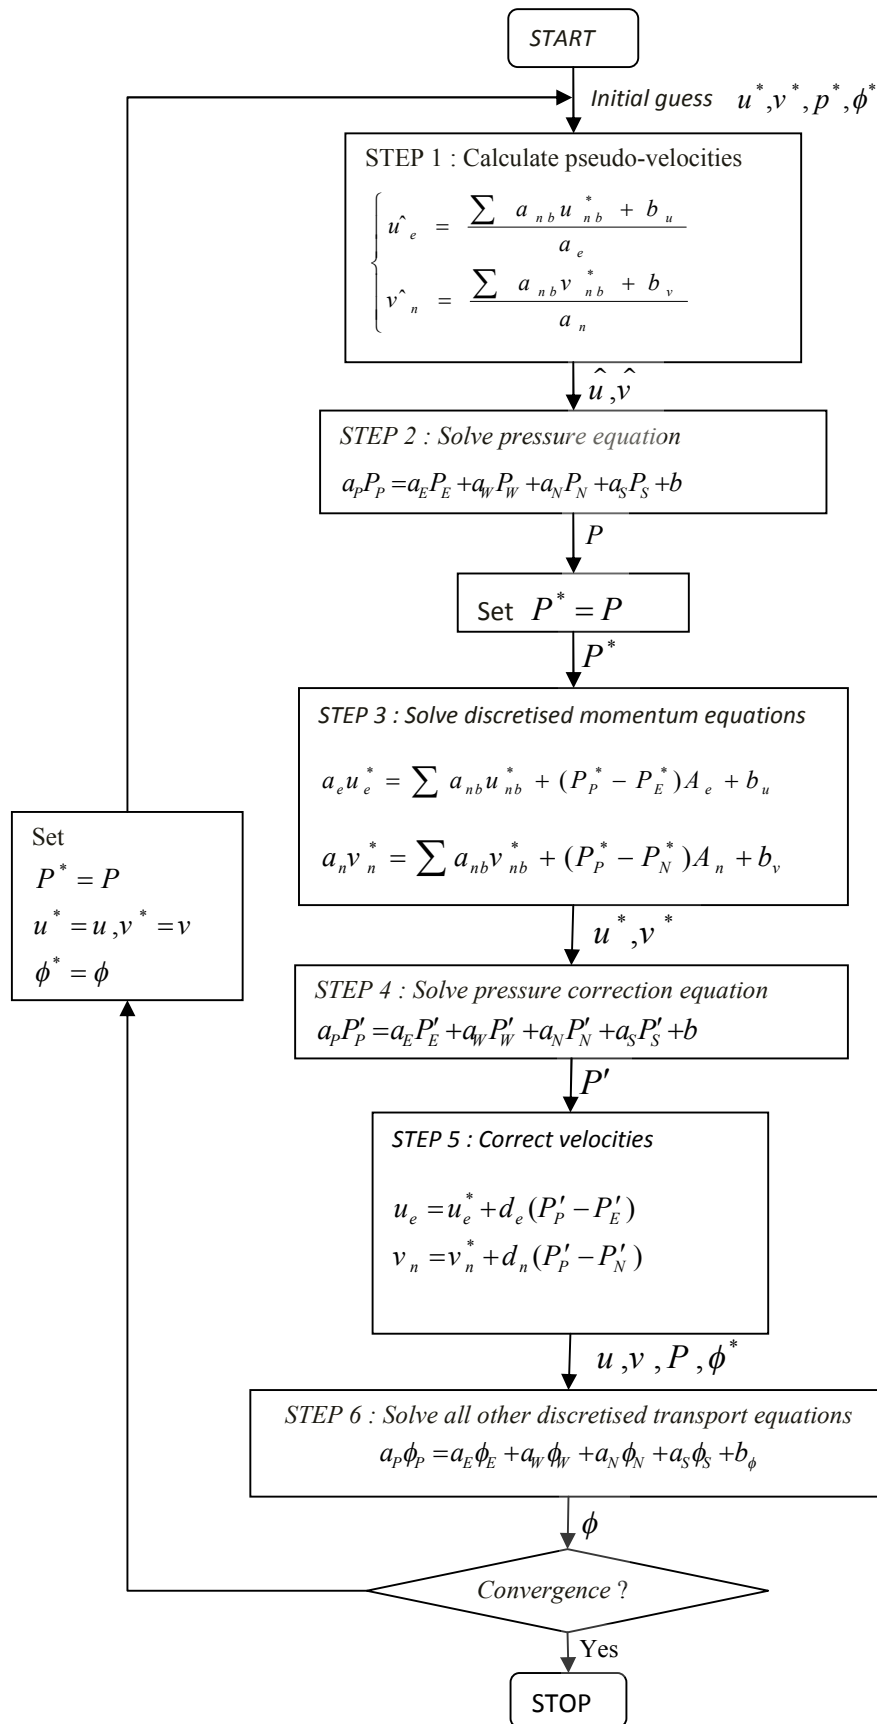 START
Initial guess u*, v*, p*, ϕ*
STEP 1 : Calculate pseudo-velocities
u^_e = (∑ a_nb u*_nb + b_u) / a_e
v^_n = (∑ a_nb v*_nb + b_v) / a_n
û, v̂
STEP 2 : Solve pressure equation
a_P P_P = a_E P_E + a_W P_W + a_N P_N + a_S P_S + b
P
Set P* = P
P*
STEP 3 : Solve discretised momentum equations
a_e u*_e = ∑ a_nb u*_nb + (P*_P − P*_E) A_e + b_u
a_n v*_n = ∑ a_nb v*_nb + (P*_P − P*_N) A_n + b_v
u*, v*
STEP 4 : Solve pressure correction equation
a_P P′_P = a_E P′_E + a_W P′_W + a_N P′_N + a_S P′_S + b
P′
STEP 5 : Correct velocities
u_e = u*_e + d_e (P′_P − P′_E)
v_n = v*_n + d_n (P′_P − P′_N)
u, v, P, ϕ*
STEP 6 : Solve all other discretised transport equations
a_P ϕ_P = a_E ϕ_E + a_W ϕ_W + a_N ϕ_N + a_S ϕ_S + b_ϕ
ϕ
Convergence ?
Yes
STOP
Set
P* = P
u* = u, v* = v
ϕ* = ϕ